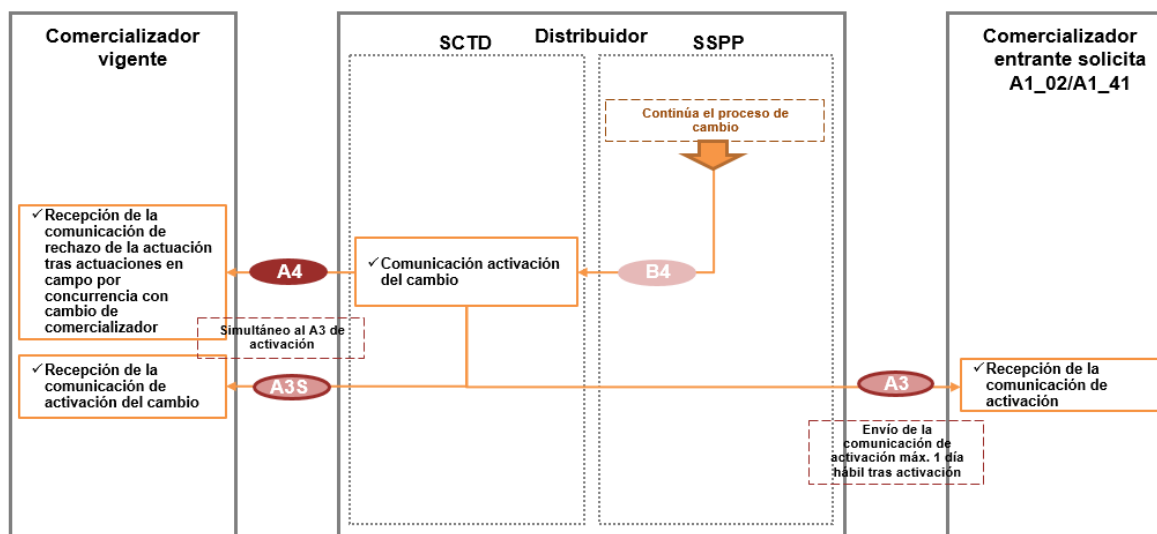 Comercializador
vigente
Distribuidor
SCTD
SSPP
Comercializador
entrante solicita
A1_02/A1_41
Continúa el proceso de
cambio
✓Recepción de la
comunicación de
rechazo de la actuación
tras actuaciones en
campo por
concurrencia con
cambio de
comercializador
A4
✓Comunicación activación
del cambio
B4
Simultáneo al A3 de
activación
✓Recepción de la
comunicación de
activación del cambio
A3S
A3
✓Recepción de la
comunicación de
activación
Envío de la
comunicación de
activación máx. 1 día
hábil tras activación